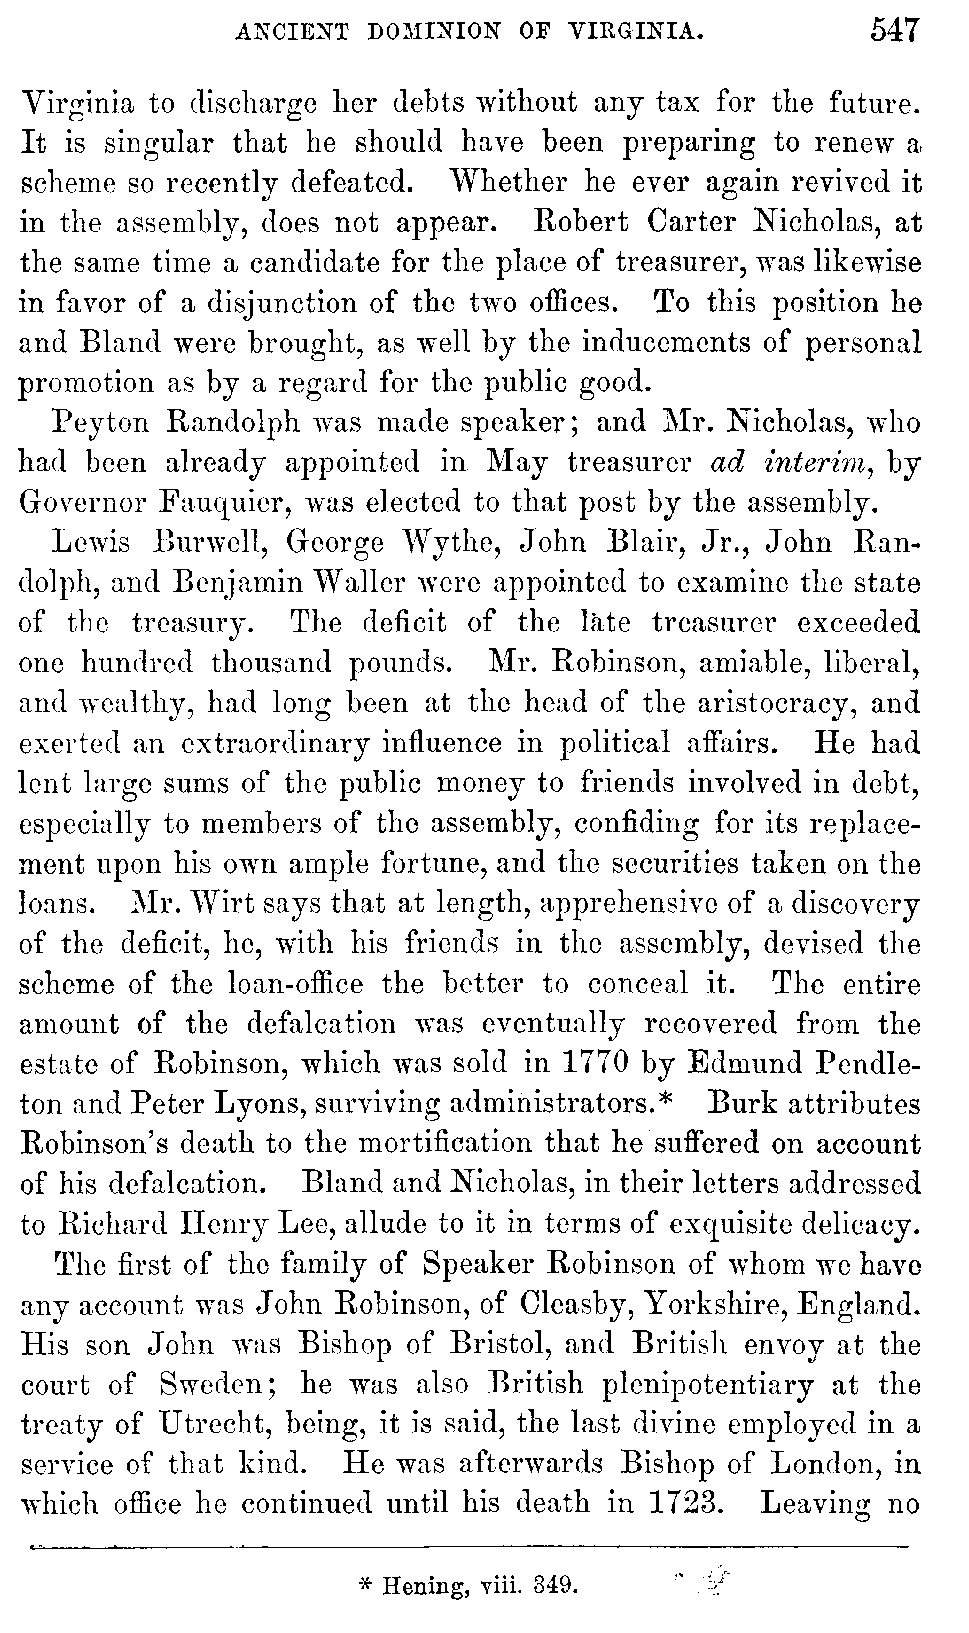 ANCIENT DOMINION OF VIRGINIA. 547
Virginia to discharge her debts without any tax for the future.
It is singular that he should have been preparing to renew a
scheme so recently defeated. Whether he ever again revived it
in the assembly, does not appear. Robert Carter Nicholas, at
the same time a candidate for the place of treasurer, was likewise
in favor of a disjunction of the two offices. To this position he
and Bland were brought, as well by the inducements of personal
promotion as by a regard for the public good.
Peyton Randolph was made speaker; and Mr. Nicholas, who
had been already appointed in May treasurer ad interim, by
Governor Fauquier, was elected to that post by the assembly.
Lewis Burwell, George Wythe, John Blair, Jr., John Ran-
dolph, and Benjamin Waller were appointed to examine the state
of the treasury. The deficit of the late treasurer exceeded
one hundred thousand pounds. Mr. Robinson, amiable, liberal,
and wealthy, had long been at the head of the aristocracy, and
exerted an extraordinary influence in political affairs. He had
lent large sums of the public money to friends involved in debt,
especially to members of the assembly, confiding for its replace-
ment upon his own ample fortune, and the securities taken on the
loans. Mr. Wirt says that at length, apprehensive of a discovery
of the deficit, he, with his friends in the assembly, devised the
scheme of the loan-office the better to conceal it. The entire
amount of the defalcation was eventually recovered from the
estate of Robinson, which was sold in 1770 by Edmund Pendle-
ton and Peter Lyons, surviving administrators.* Burk attributes
Robinson's death to the mortification that he suffered on account
of his defalcation. Bland and Nicholas, in their letters addressed
to Richard Henry Lee, allude to it in terms of exquisite delicacy.
The first of the family of Speaker Robinson of whom we have
any account was John Robinson, of Cleasby, Yorkshire, England.
His son John was Bishop of Bristol, and British envoy at the
court of Sweden; he was also British plenipotentiary at the
treaty of Utrecht, being, it is said, the last divine employed in a
service of that kind. He was afterwards Bishop of London, in
which office he continued until his death in 1723. Leaving no
* Hening, viii. 349.